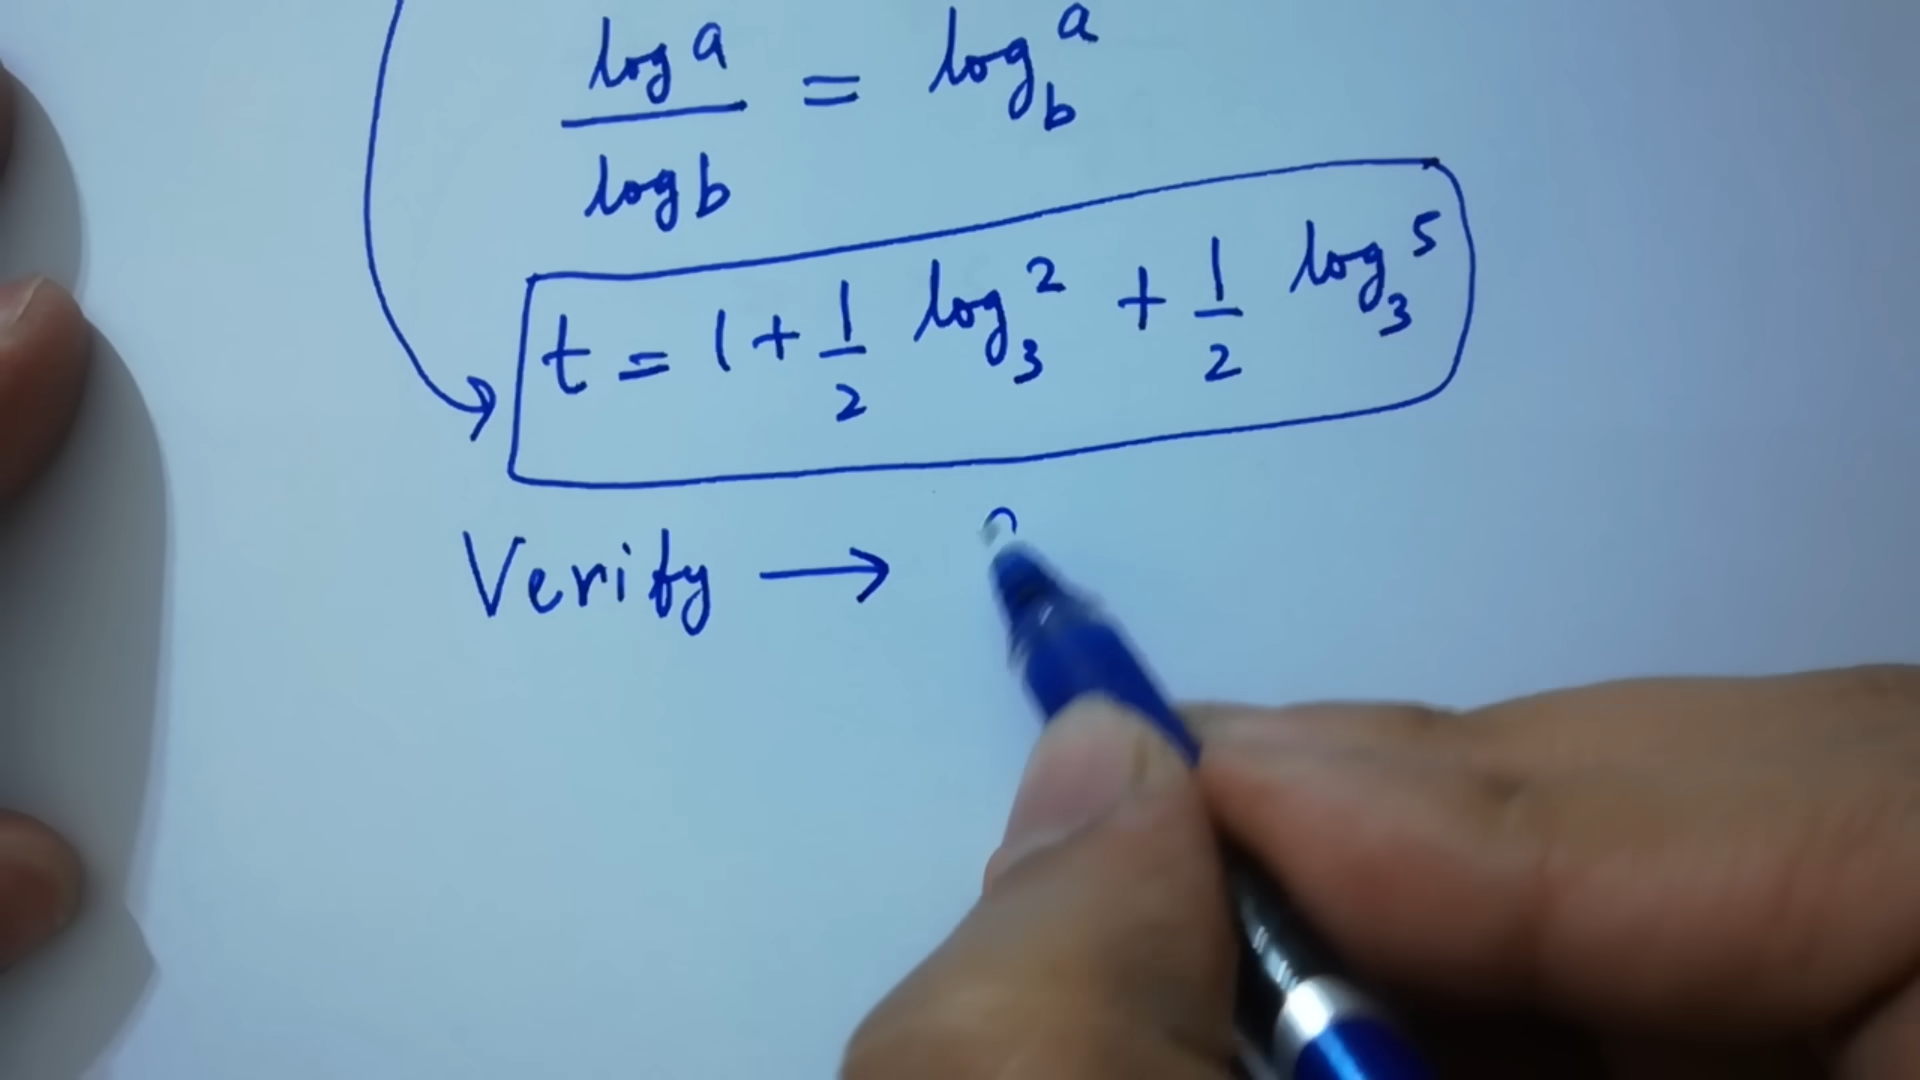 log a / log b = log_b a
t = 1 + 1/2 log_3 2 + 1/2 log_3 5
Verify →